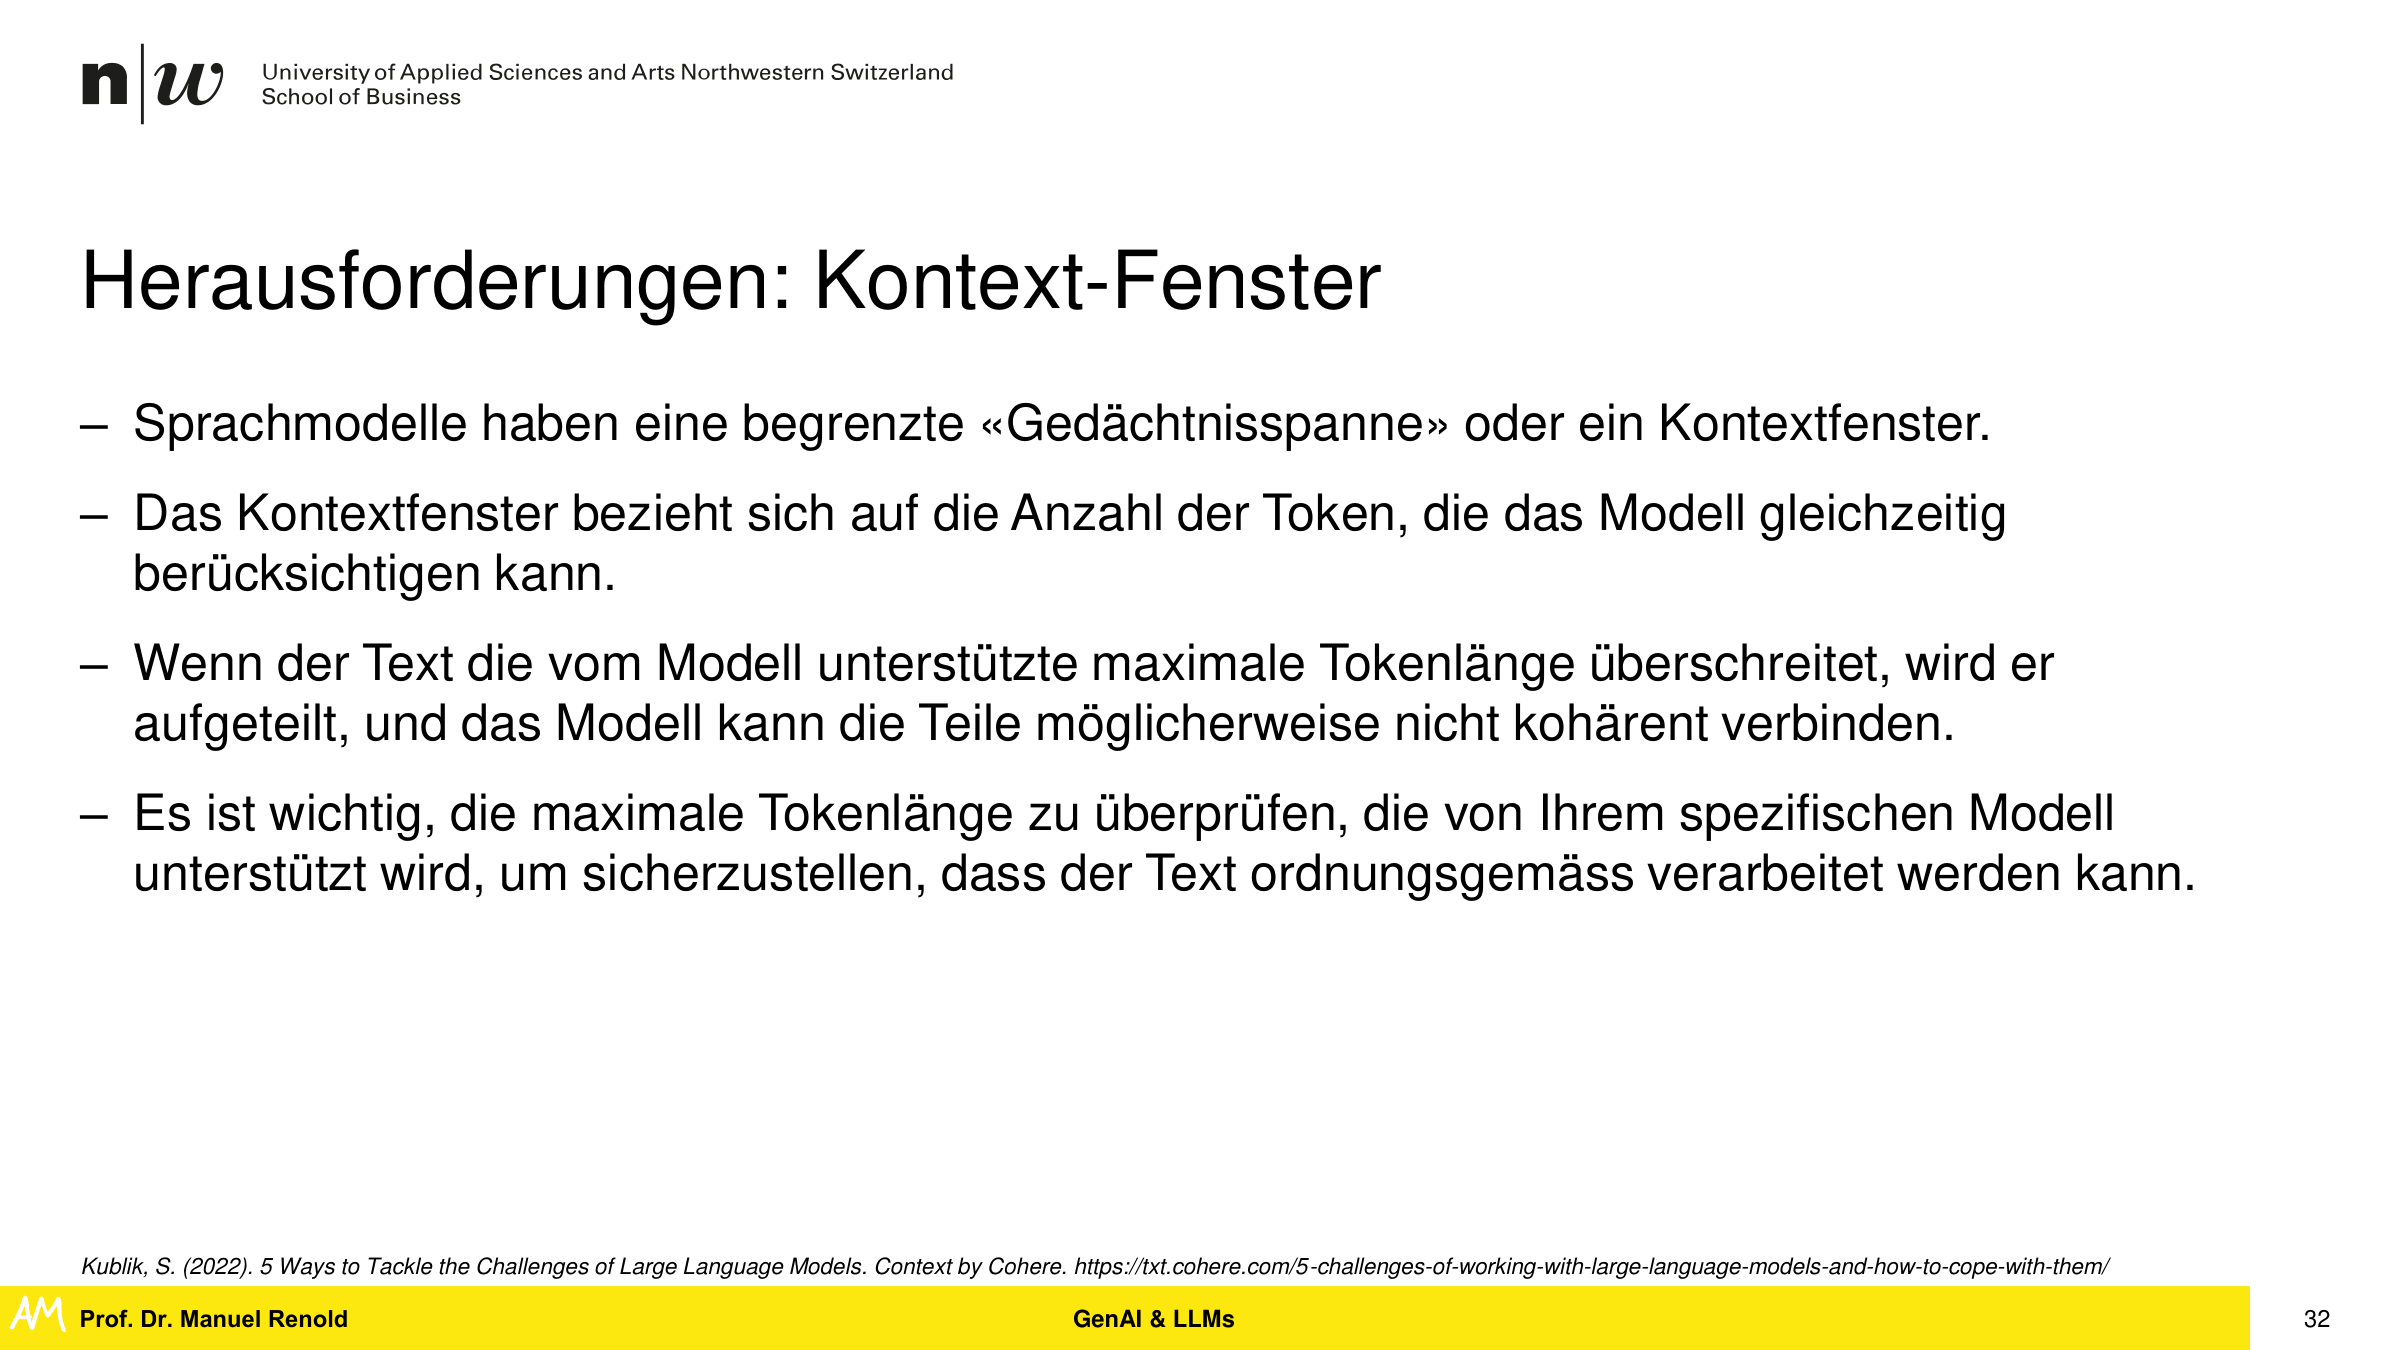 n|w University of Applied Sciences and Arts Northwestern Switzerland
School of Business
Herausforderungen: Kontext-Fenster
– Sprachmodelle haben eine begrenzte «Gedächtnisspanne» oder ein Kontextfenster.
– Das Kontextfenster bezieht sich auf die Anzahl der Token, die das Modell gleichzeitig
berücksichtigen kann.
– Wenn der Text die vom Modell unterstützte maximale Tokenlänge überschreitet, wird er
aufgeteilt, und das Modell kann die Teile möglicherweise nicht kohärent verbinden.
– Es ist wichtig, die maximale Tokenlänge zu überprüfen, die von Ihrem spezifischen Modell
unterstützt wird, um sicherzustellen, dass der Text ordnungsgemäss verarbeitet werden kann.
Kublik, S. (2022). 5 Ways to Tackle the Challenges of Large Language Models. Context by Cohere. https://txt.cohere.com/5-challenges-of-working-with-large-language-models-and-how-to-cope-with-them/
AM Prof. Dr. Manuel Renold GenAI & LLMs 32